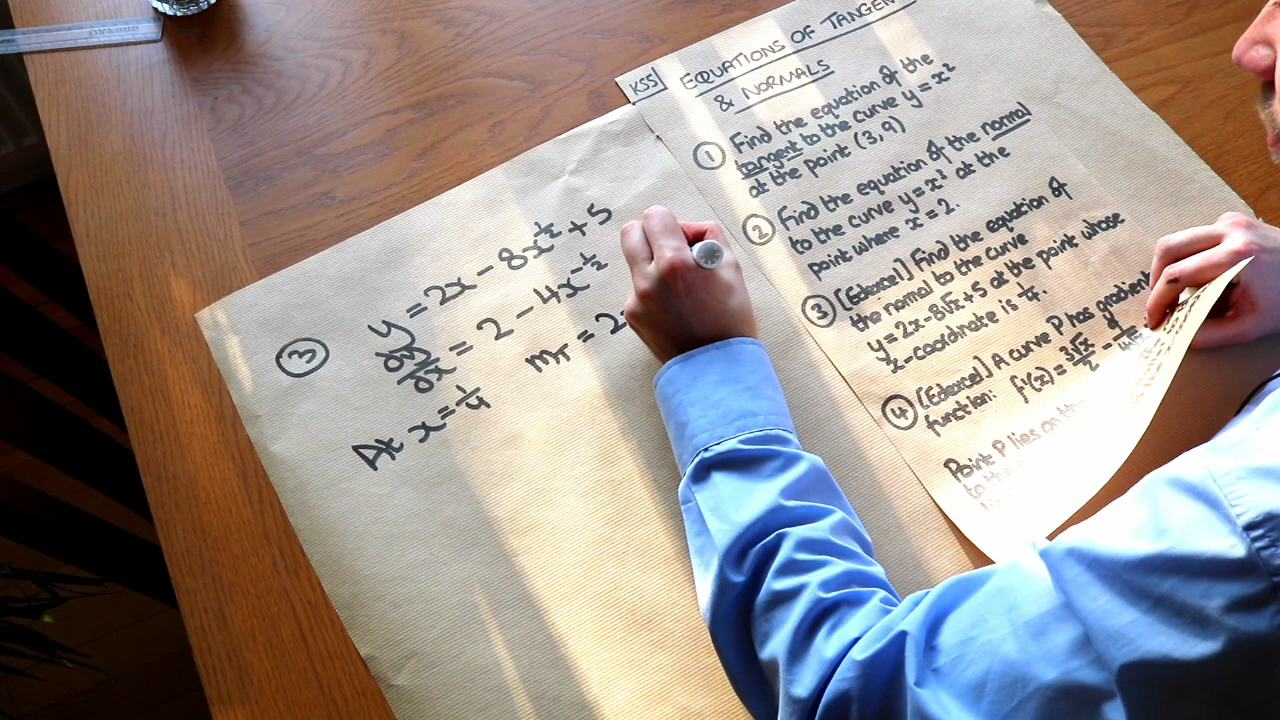 ③
y = 2x - 8x^½ + 5
dy/dx = 2 - 4x^-½
At x = ¼
m_T = 2
KS5
EQUATIONS OF
& NORMALS
① Find the equation of the
tangent to the curve y = x²
at the point (3,9)
② Find the equation of the normal
to the curve y = x² at the
point where x = 2.
③ [Edexcel] Find the equation of
the normal to the curve
y = 2x - 8√x + 5 at the point whose
x-coordinate is ¼.
④ [Edexcel] A curve P has gradient
function: f'(x) = 3√x/2 -
Point P lies on the
to the